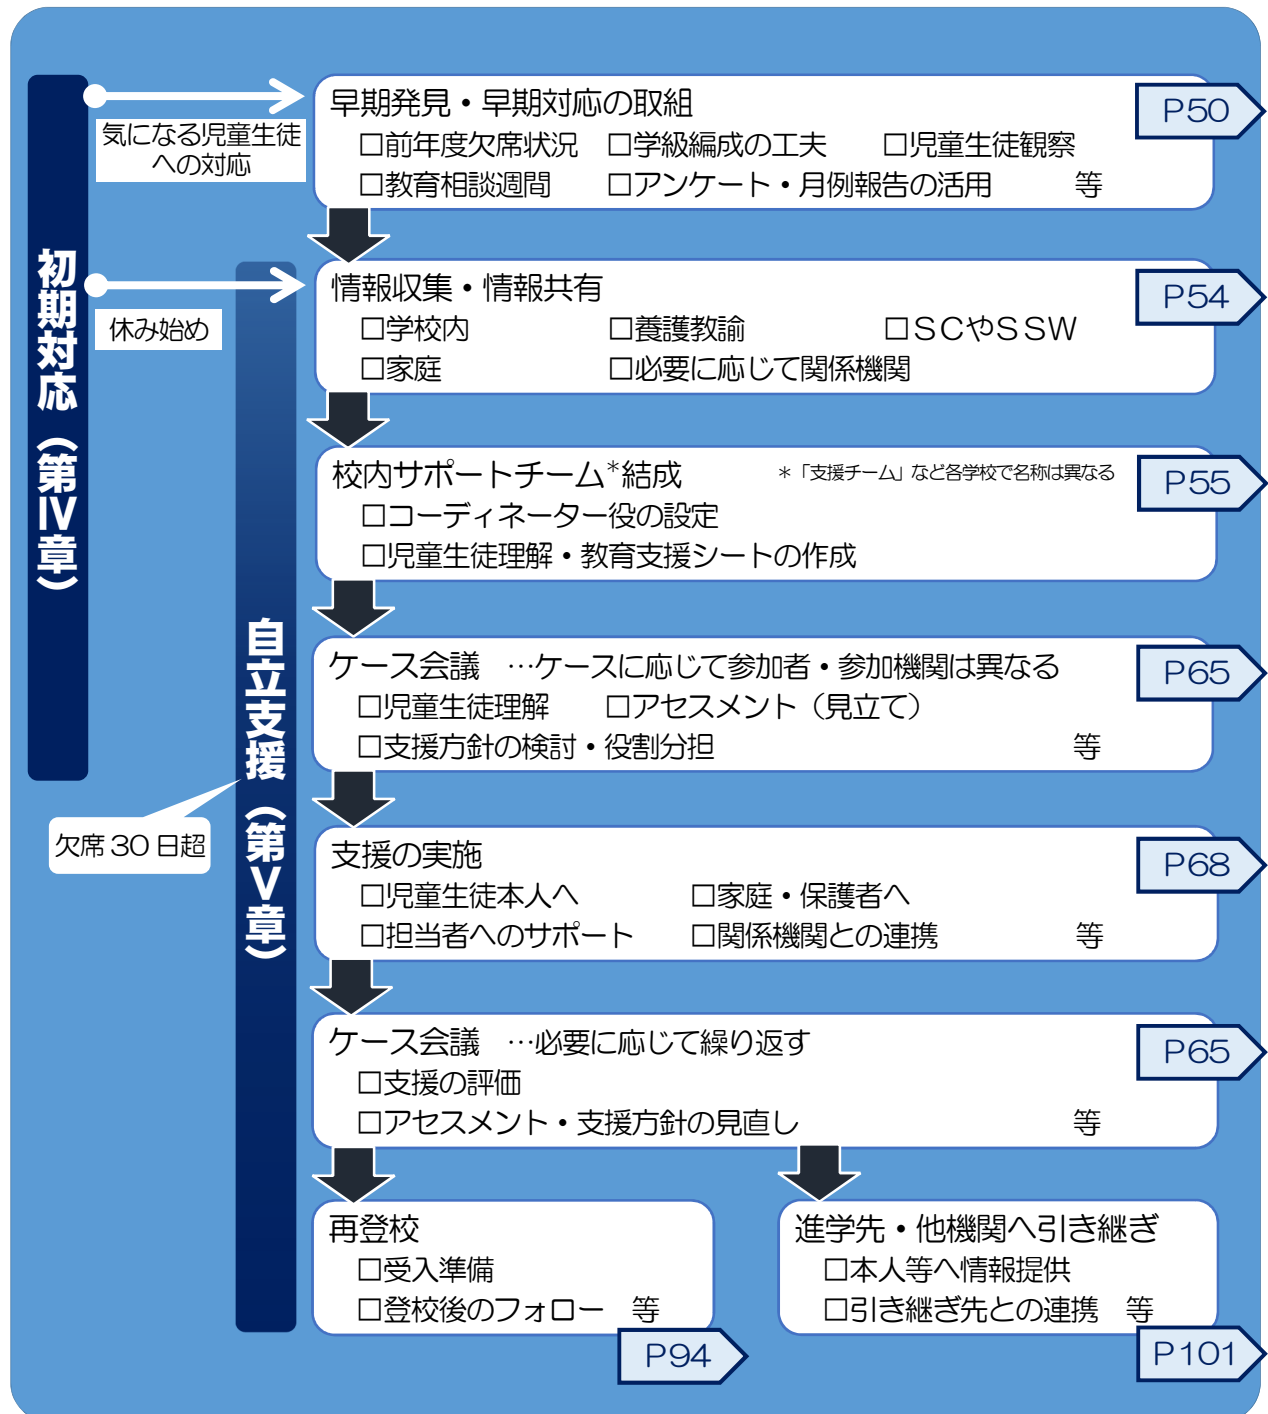 初期対応（第Ⅳ章）
気になる児童生徒
への対応
早期発見・早期対応の取組
P50
□前年度欠席状況 □学級編成の工夫 □児童生徒観察
□教育相談週間 □アンケート・月例報告の活用 等
休み始め
情報収集・情報共有
P54
□学校内 □養護教諭 □ＳＣやＳＳＷ
□家庭 □必要に応じて関係機関
校内サポートチーム＊結成 ＊「支援チーム」など各学校で名称は異なる
P55
□コーディネーター役の設定
□児童生徒理解・教育支援シートの作成
自立支援（第Ⅴ章）
ケース会議 …ケースに応じて参加者・参加機関は異なる
P65
□児童生徒理解 □アセスメント（見立て）
□支援方針の検討・役割分担 等
欠席30日超
支援の実施
P68
□児童生徒本人へ □家庭・保護者へ
□担当者へのサポート □関係機関との連携 等
ケース会議 …必要に応じて繰り返す
P65
□支援の評価
□アセスメント・支援方針の見直し 等
再登校
□受入準備
□登校後のフォロー 等
P94
進学先・他機関へ引き継ぎ
□本人等へ情報提供
□引き継ぎ先との連携 等
P101